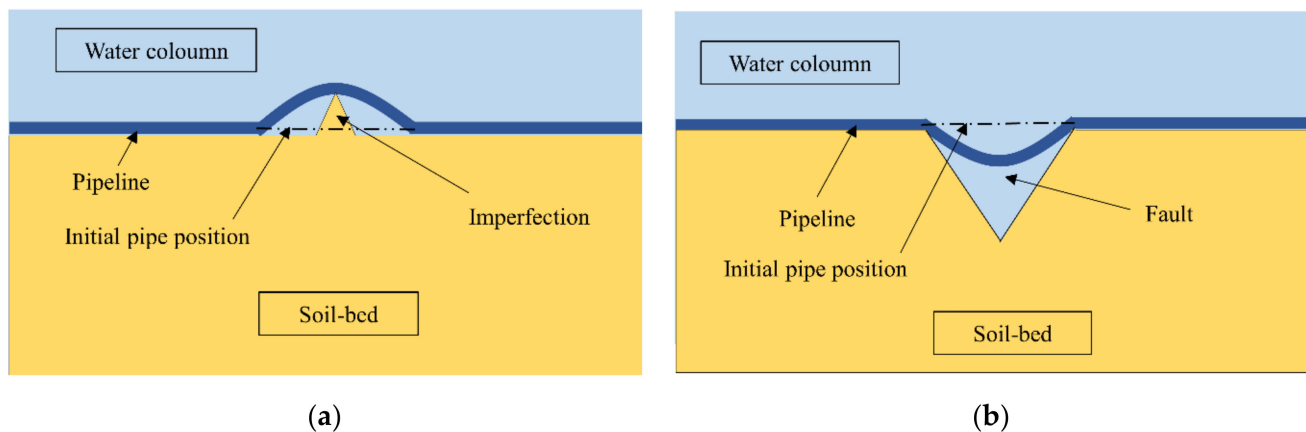 Water coloumn
Pipeline
Initial pipe position
Imperfection
Soil-bed
(a)
Water coloumn
Pipeline
Initial pipe position
Fault
Soil-bed
(b)